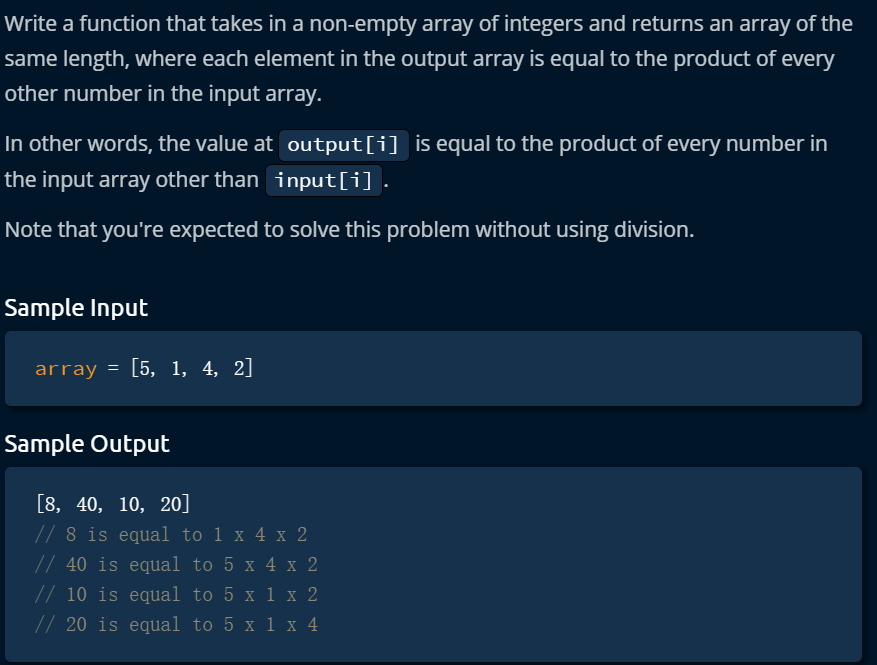 Write a function that takes in a non-empty array of integers and returns an array of the
same length, where each element in the output array is equal to the product of every
other number in the input array.
In other words, the value at output[i] is equal to the product of every number in
the input array other than input[i].
Note that you're expected to solve this problem without using division.
Sample Input
array = [5, 1, 4, 2]
Sample Output
[8, 40, 10, 20]
// 8 is equal to 1 x 4 x 2
// 40 is equal to 5 x 4 x 2
// 10 is equal to 5 x 1 x 2
// 20 is equal to 5 x 1 x 4